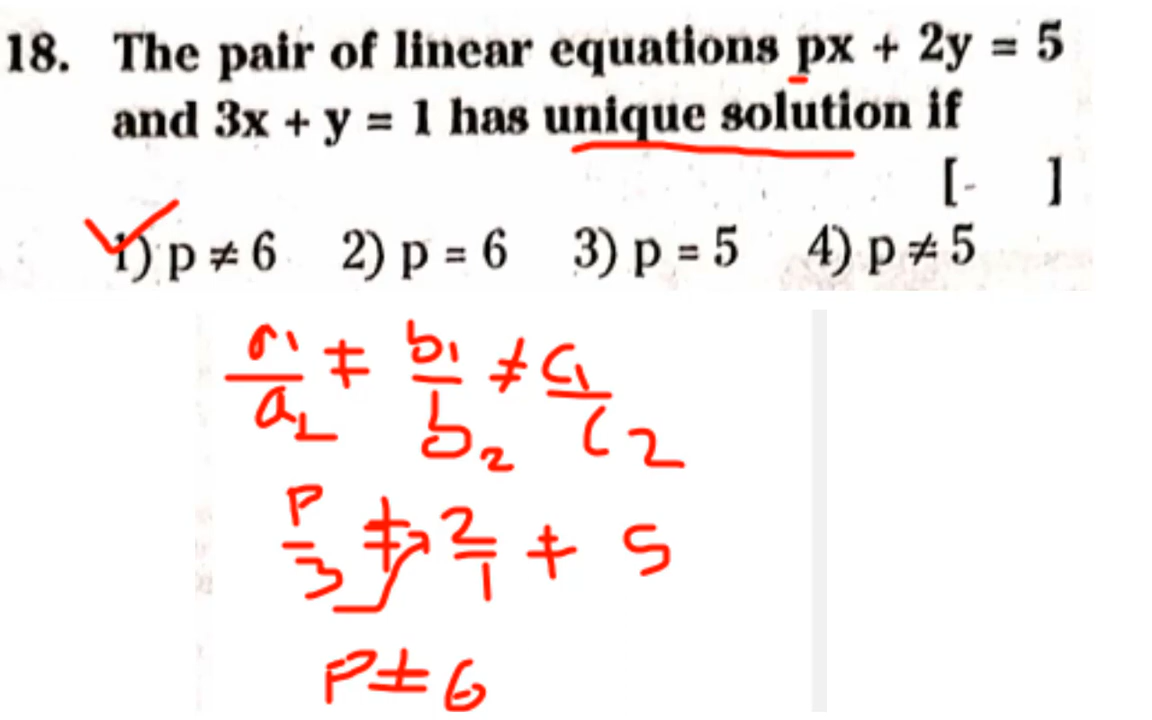 18. The pair of linear equations px + 2y = 5
and 3x + y = 1 has unique solution if
[ ]
1) p ≠ 6 2) p = 6 3) p = 5 4) p ≠ 5
a1/a2 ≠ b1/b2 ≠ c1/c2
P/3 ≠ 2/1 ≠ 5
P ≠ 6